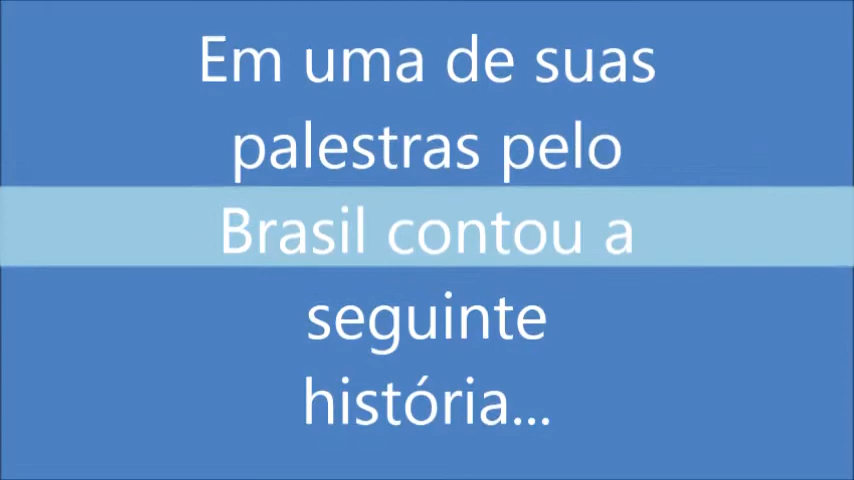 Em uma de suas
palestras pelo
Brasil contou a
seguinte
história...